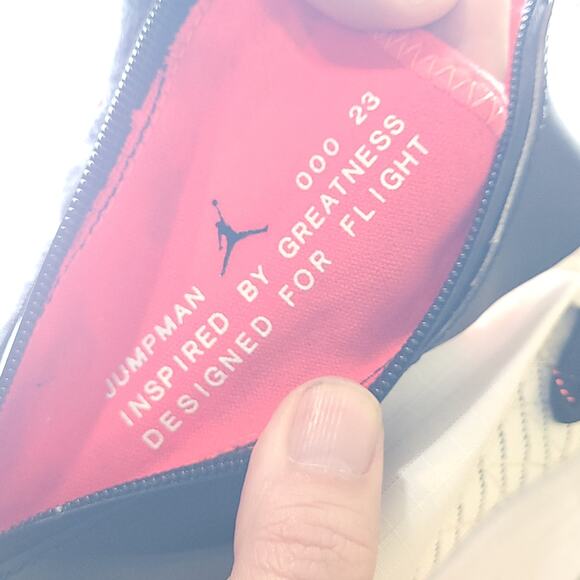 JUMPMAN 000 23
INSPIRED BY GREATNESS
DESIGNED FOR FLIGHT